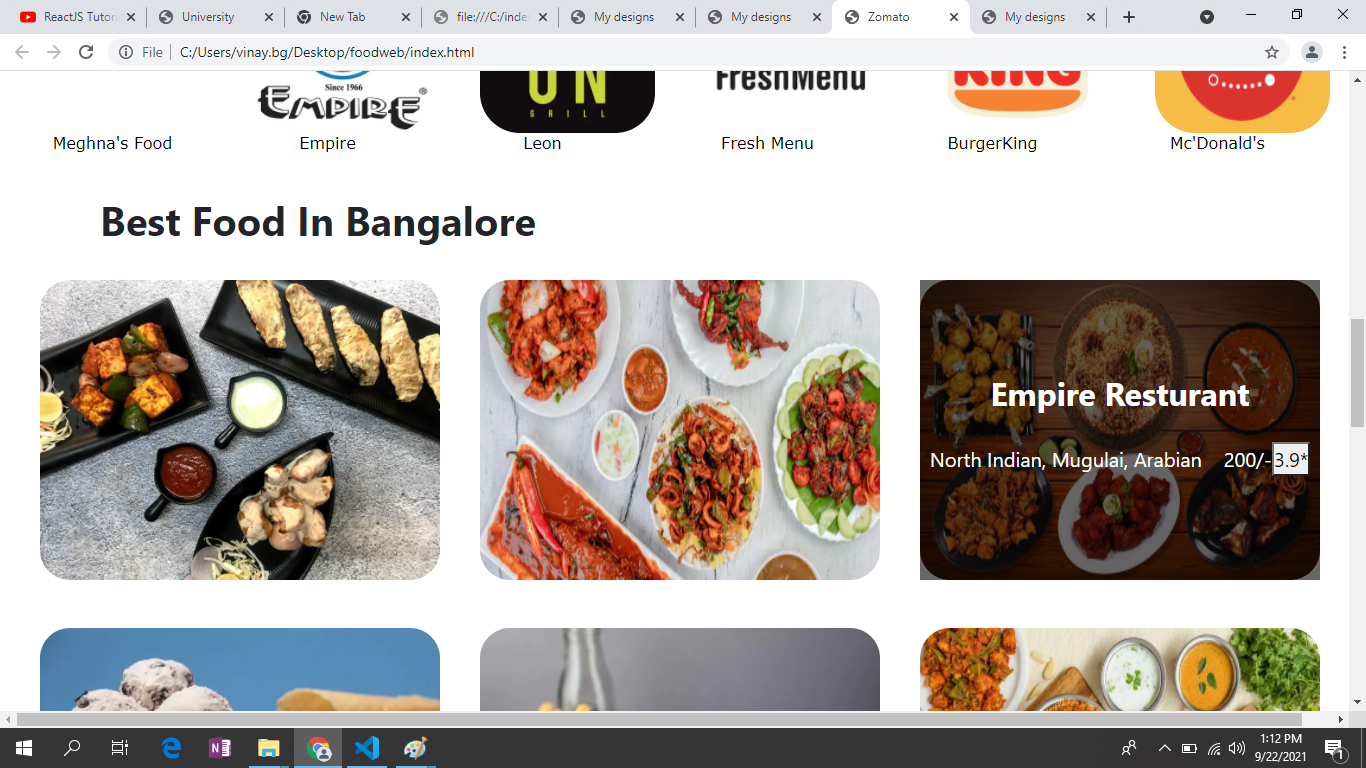 ReactJS Tutori
University
New Tab
file:///C:/inde
My designs
My designs
Zomato
My designs
File
C:/Users/vinay.bg/Desktop/foodweb/index.html
Since 1966
EMPIRE
ON
GRILL
FreshMenu
KING
Meghna's Food
Empire
Leon
Fresh Menu
BurgerKing
Mc'Donald's
Best Food In Bangalore
Empire Resturant
North Indian, Mugulai, Arabian 200/- 3.9*
1:12 PM
9/22/2021
1